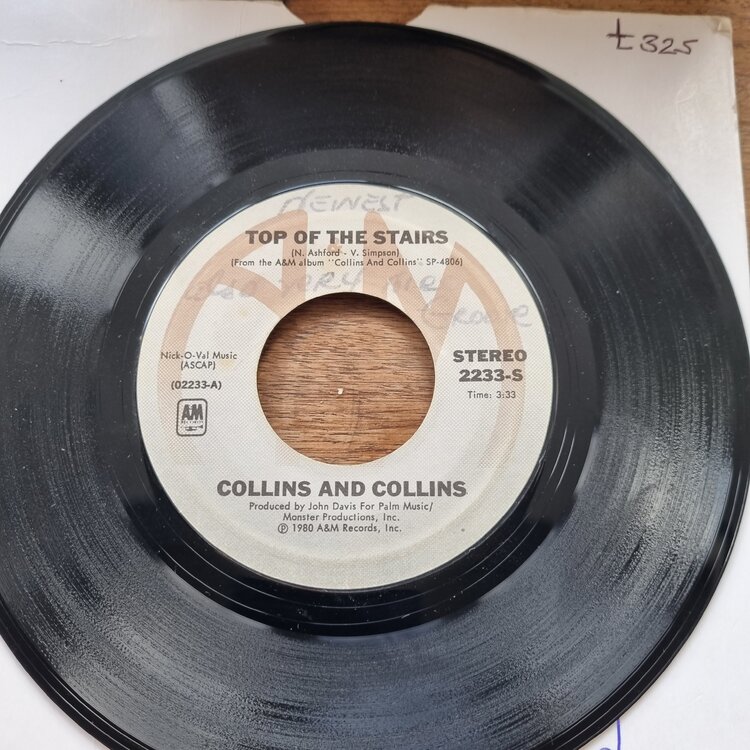 £325
NEWEST
TOP OF THE STAIRS
(N. Ashford - V. Simpson)
(From the A&M album "Collins And Collins" SP-4806)
Nick-O-Val Music
(ASCAP)
(02233-A)
A&M
STEREO
2233-S
Time: 3:33
COLLINS AND COLLINS
Produced by John Davis For Palm Music/
Monster Productions, Inc.
℗ 1980 A&M Records, Inc.